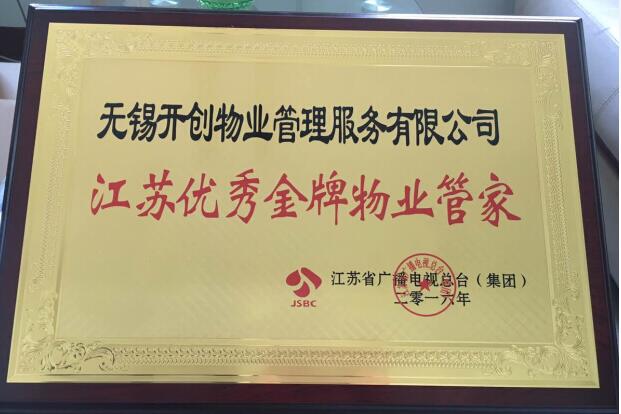 无锡开创物业管理服务有限公司
江苏优秀金牌物业管家
JSBC
江苏省广播电视总台（集团）
二零一六年